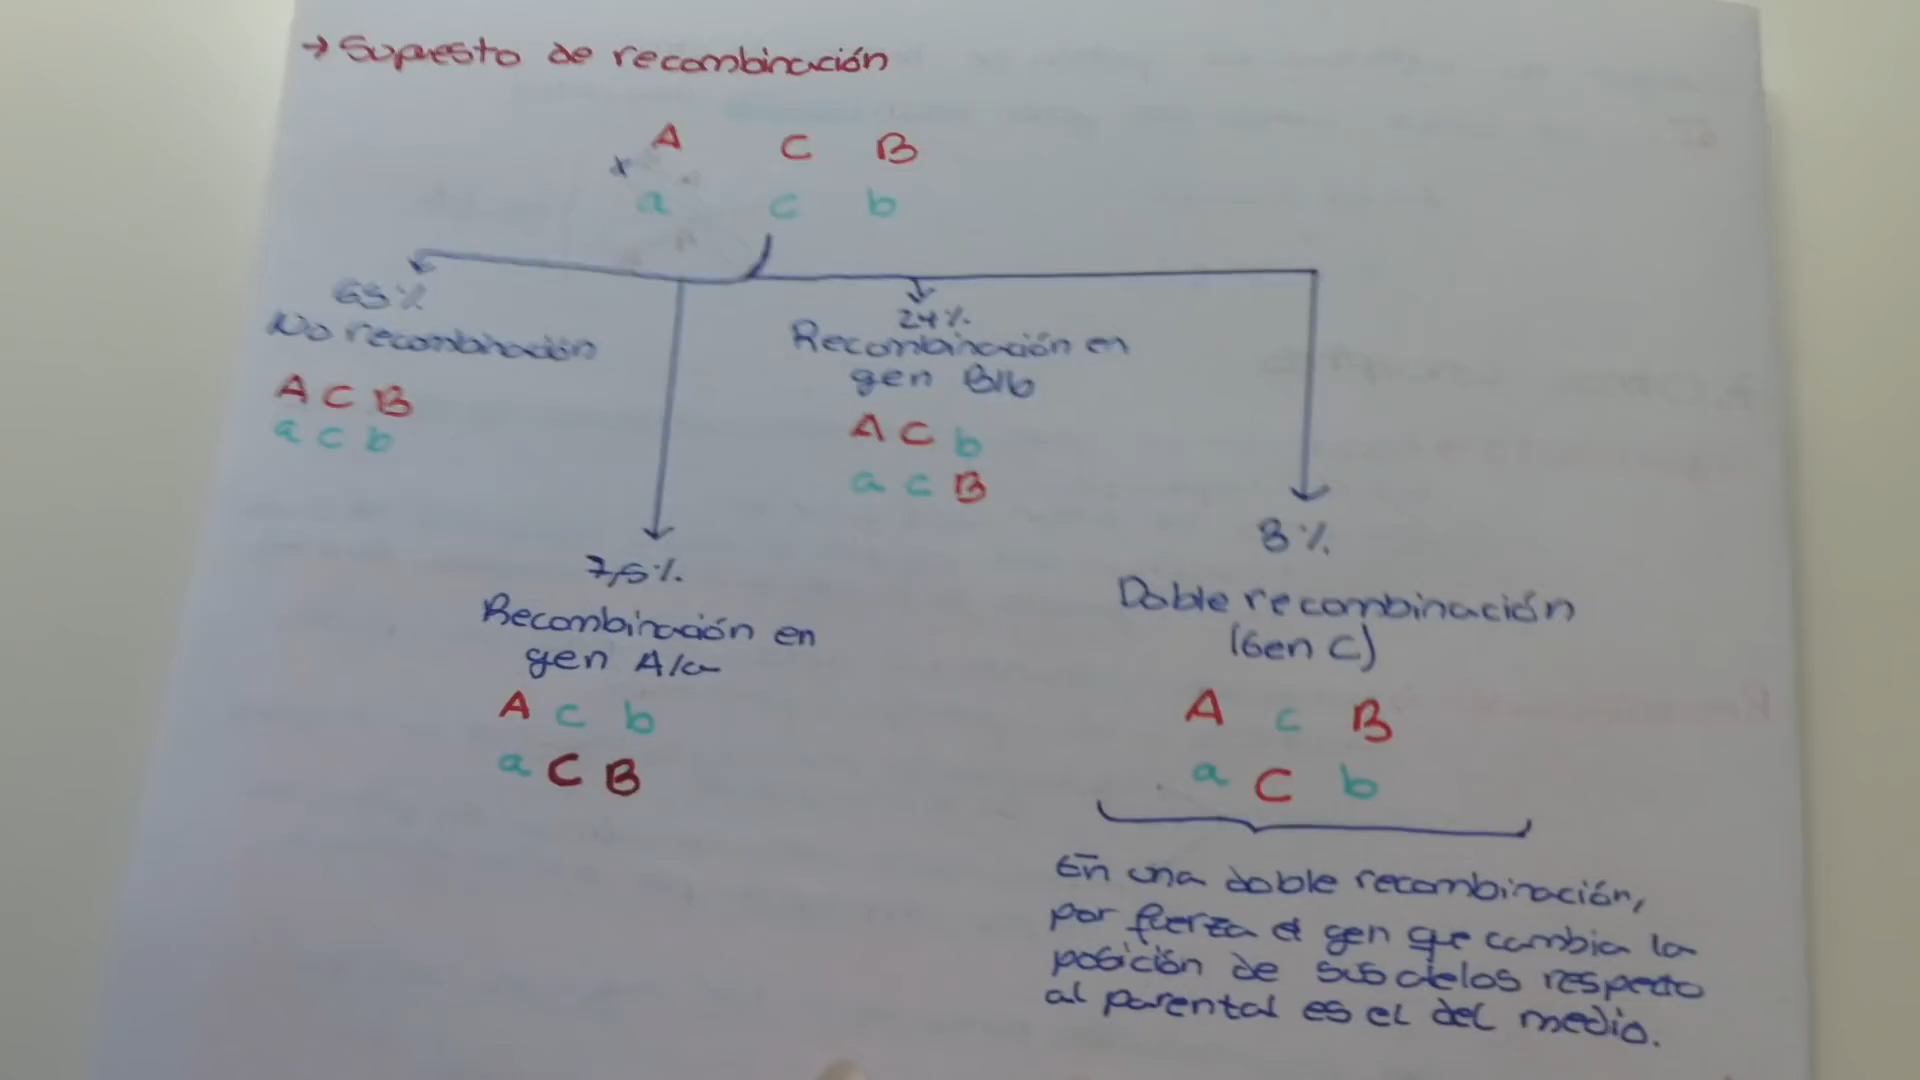 → Supuesto de recombinación
A C B
x
a c b
65%
No recombinación
A C B
a c b
7,5%.
Recombinación en
gen A/a
A c b
a C B
24%.
Recombinación en
gen B/b
A C b
a c B
8%
Doble recombinación
(Gen C)
A c B
a C b
En una doble recombinación,
por fuerza el gen que cambia la
posición de sus alelos respecto
al parental es el del medio.